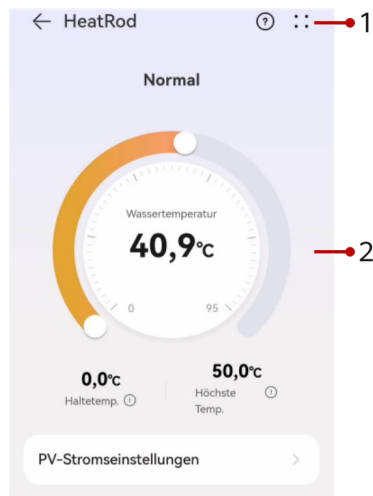 ← HeatRod ? 1
Normal
Wassertemperatur
40,9°C
0 95
2
0,0°C 50,0°C
Haltetemp. Höchste
Temp.
PV-Stromseinstellungen >